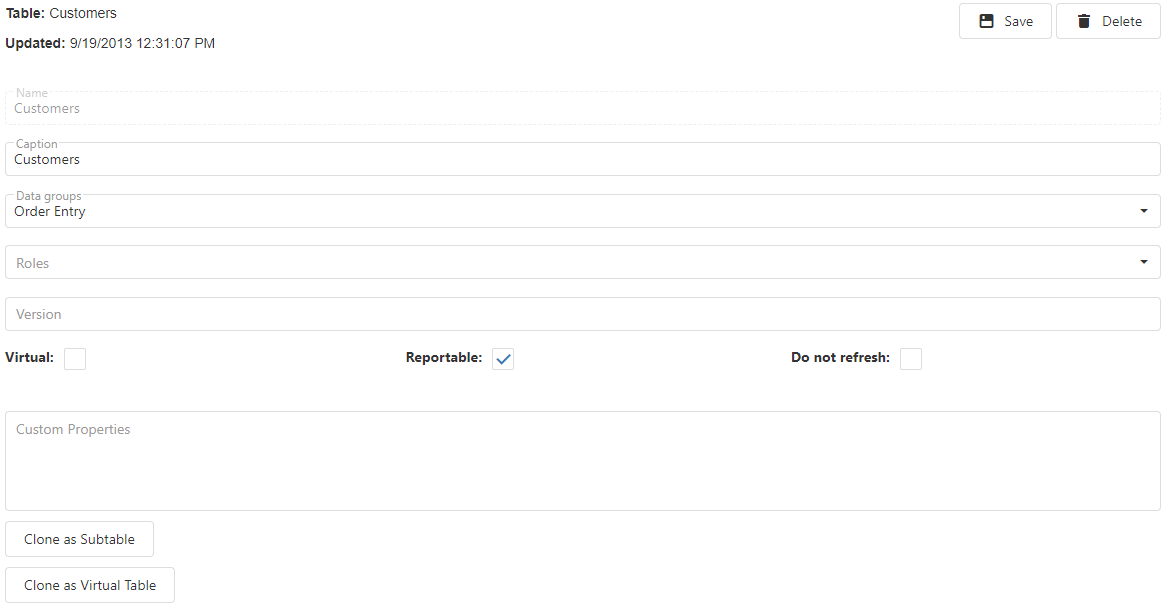 Table: Customers
Save
Delete
Updated: 9/19/2013 12:31:07 PM
Name
Customers
Caption
Customers
Data groups
Order Entry
Roles
Version
Virtual:
Reportable:
Do not refresh:
Custom Properties
Clone as Subtable
Clone as Virtual Table